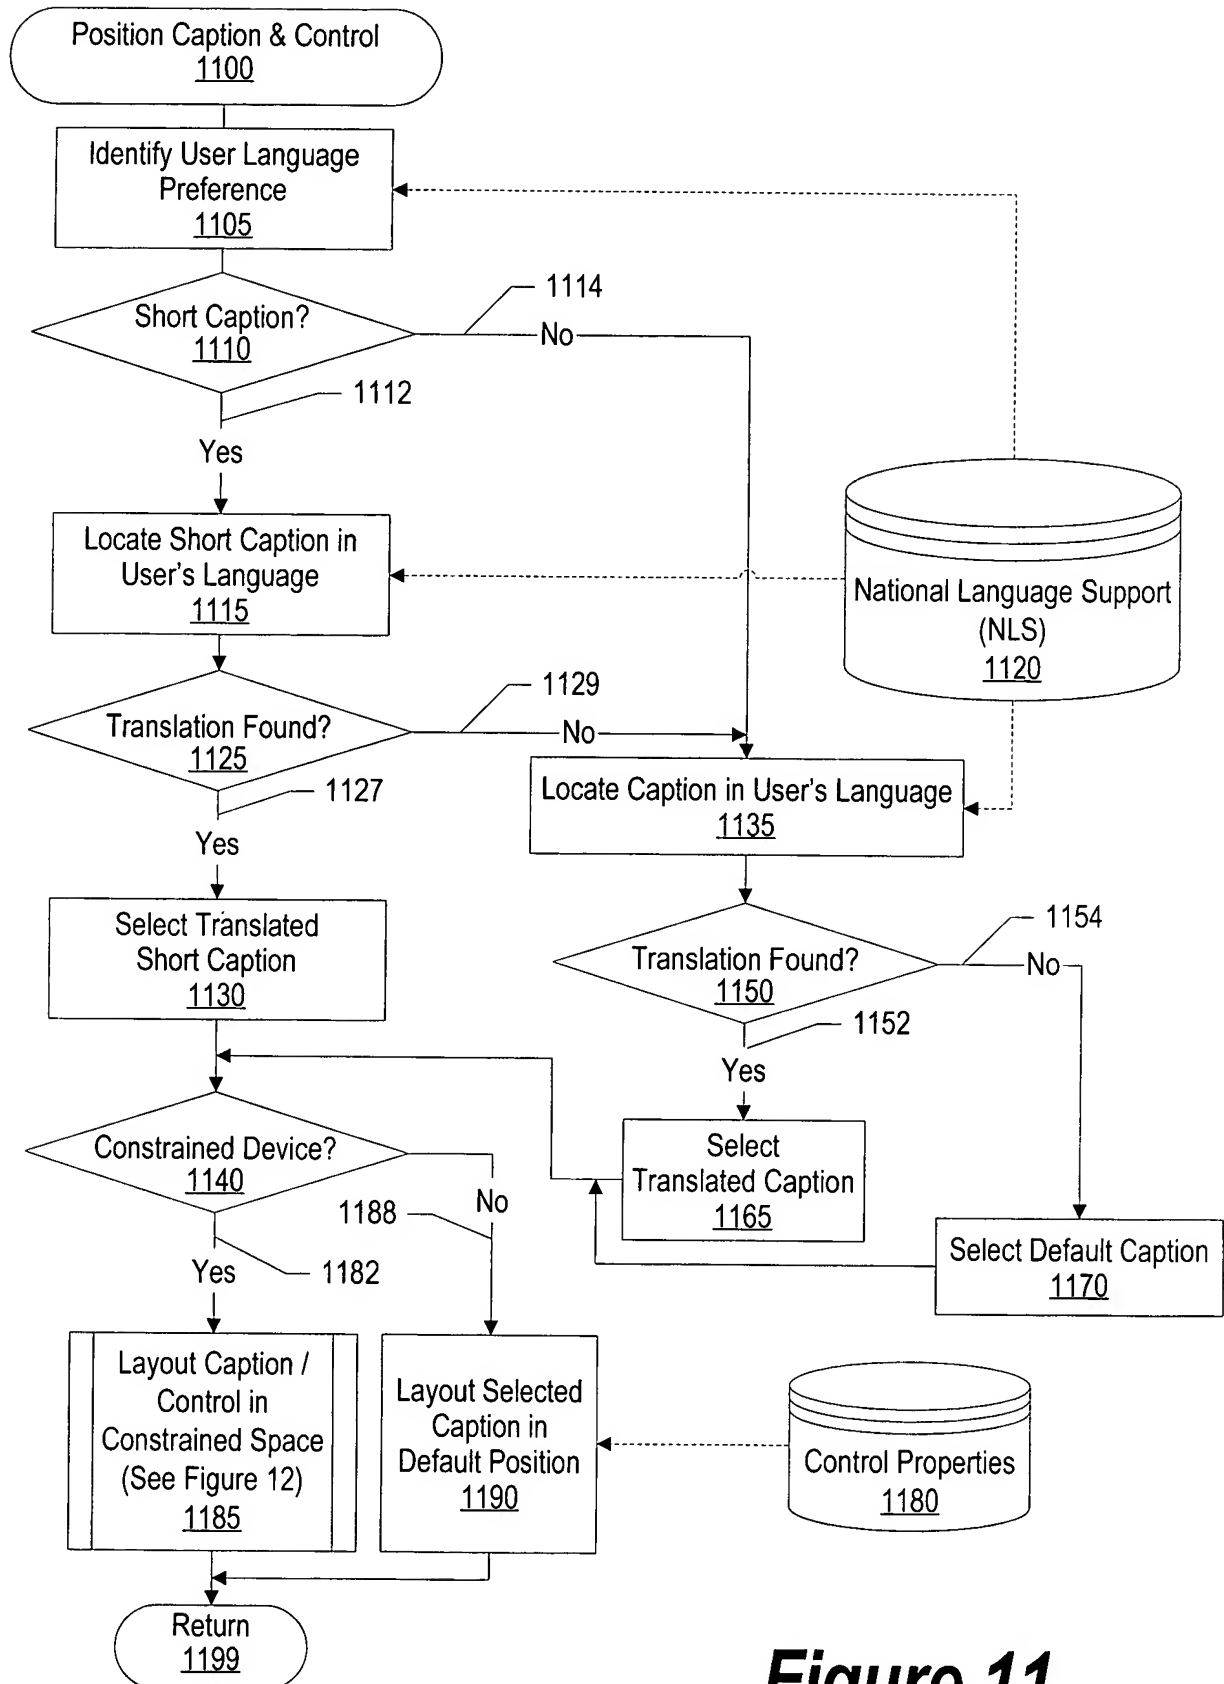 Position Caption & Control
1100
Identify User Language
Preference
1105
Short Caption?
1110
1114
No
1112
Yes
Locate Short Caption in
User's Language
1115
National Language Support
(NLS)
1120
Translation Found?
1125
1129
No
1127
Yes
Locate Caption in User's Language
1135
Select Translated
Short Caption
1130
Translation Found?
1150
1154
No
1152
Yes
Constrained Device?
1140
No
1188
Yes
1182
Select
Translated Caption
1165
Select Default Caption
1170
Layout Caption /
Control in
Constrained Space
(See Figure 12)
1185
Layout Selected
Caption in
Default Position
1190
Control Properties
1180
Return
1199
Figure 11